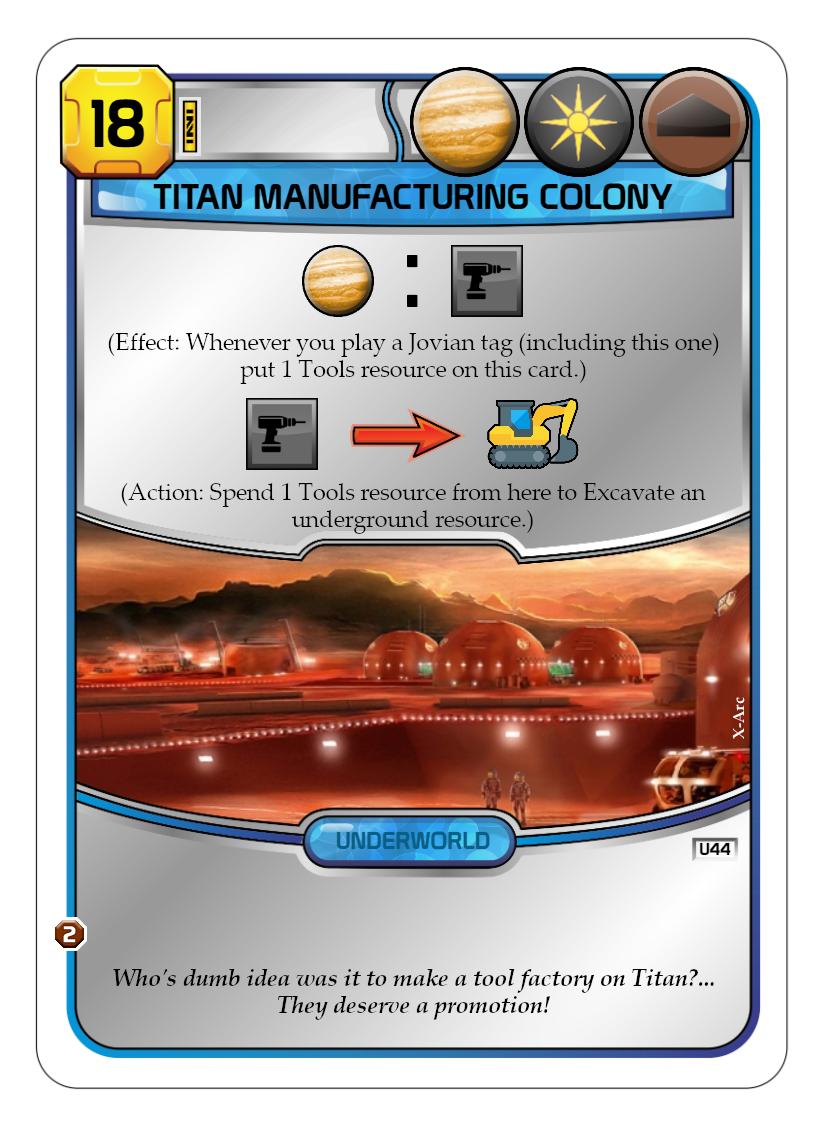 18
TITAN MANUFACTURING COLONY
:
(Effect: Whenever you play a Jovian tag (including this one)
put 1 Tools resource on this card.)
(Action: Spend 1 Tools resource from here to Excavate an
underground resource.)
X-Arc
UNDERWORLD
U44
2
Who's dumb idea was it to make a tool factory on Titan?...
They deserve a promotion!